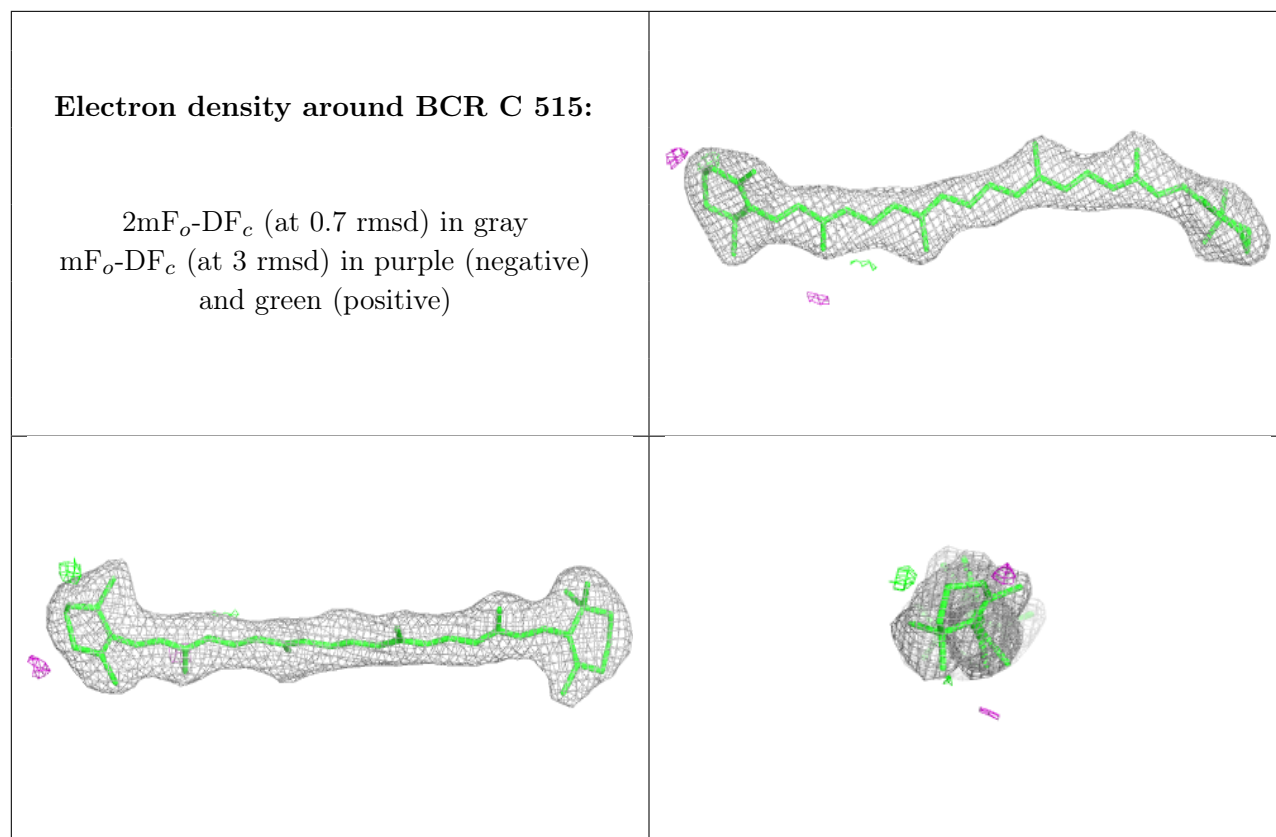 Electron density around BCR C 515:
2mFo-DFc (at 0.7 rmsd) in gray
mFo-DFc (at 3 rmsd) in purple (negative)
and green (positive)